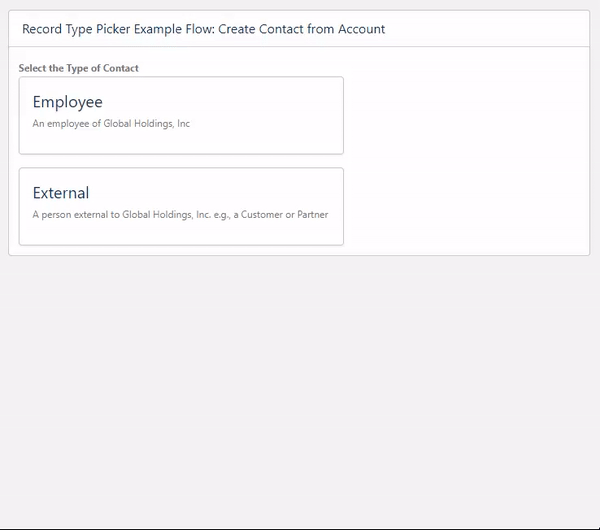 Record Type Picker Example Flow: Create Contact from Account
Select the Type of Contact
Employee
An employee of Global Holdings, Inc
External
A person external to Global Holdings, Inc. e.g., a Customer or Partner